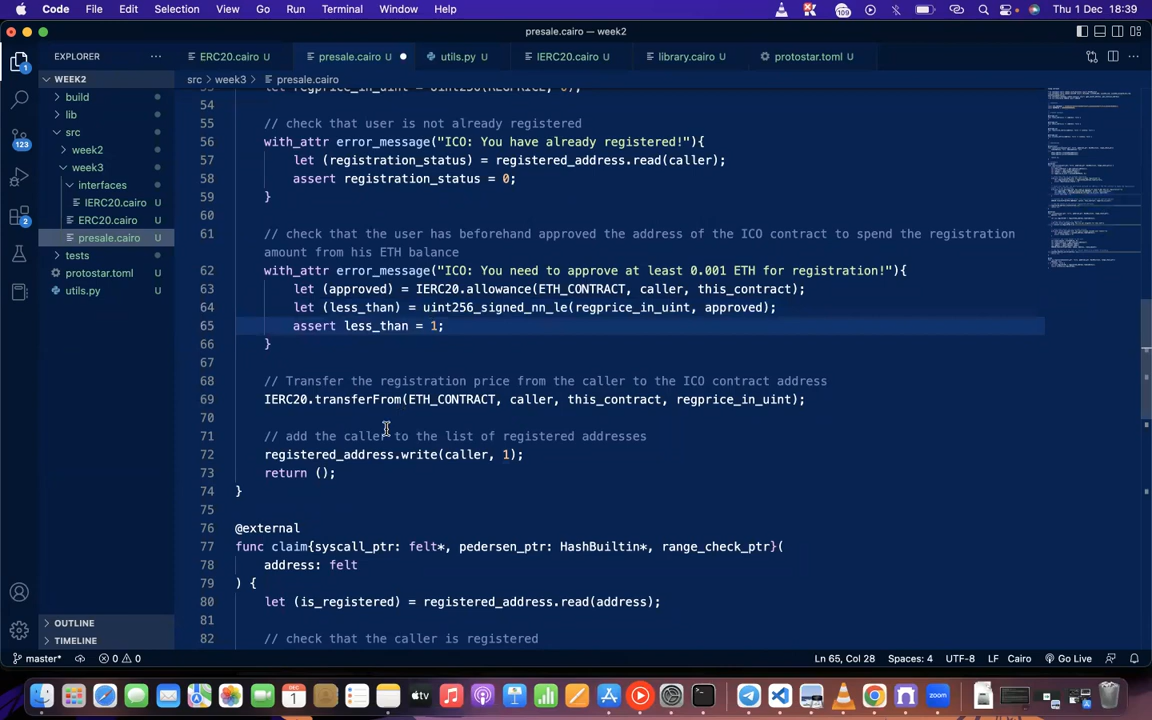 Code File Edit Selection View Go Run Terminal Window Help
109
Thu 1 Dec 18:39
presale.cairo — week2
EXPLORER
ERC20.cairo U
presale.cairo U
utils.py U
IERC20.cairo U
library.cairo U
protostar.toml U
src > week3 > presale.cairo
WEEK2
build
lib
src
week2
week3
interfaces
IERC20.cairo U
ERC20.cairo U
presale.cairo U
tests
protostar.toml U
utils.py U
OUTLINE
TIMELINE
1
123
2
54
55 // check that user is not already registered
56 with_attr error_message("ICO: You have already registered!"){
57 let (registration_status) = registered_address.read(caller);
58 assert registration_status = 0;
59 }
60
61 // check that the user has beforehand approved the address of the ICO contract to spend the registration
amount from his ETH balance
62 with_attr error_message("ICO: You need to approve at least 0.001 ETH for registration!"){
63 let (approved) = IERC20.allowance(ETH_CONTRACT, caller, this_contract);
64 let (less_than) = uint256_signed_nn_le(regprice_in_uint, approved);
65 assert less_than = 1;
66 }
67
68 // Transfer the registration price from the caller to the ICO contract address
69 IERC20.transferFrom(ETH_CONTRACT, caller, this_contract, regprice_in_uint);
70
71 // add the caller to the list of registered addresses
72 registered_address.write(caller, 1);
73 return ();
74 }
75
76 @external
77 func claim{syscall_ptr: felt*, pedersen_ptr: HashBuiltin*, range_check_ptr}(
78 address: felt
79 ) {
80 let (is_registered) = registered_address.read(address);
81
82 // check that the caller is registered
master* 0 0
Ln 65, Col 28 Spaces: 4 UTF-8 LF Cairo Go Live